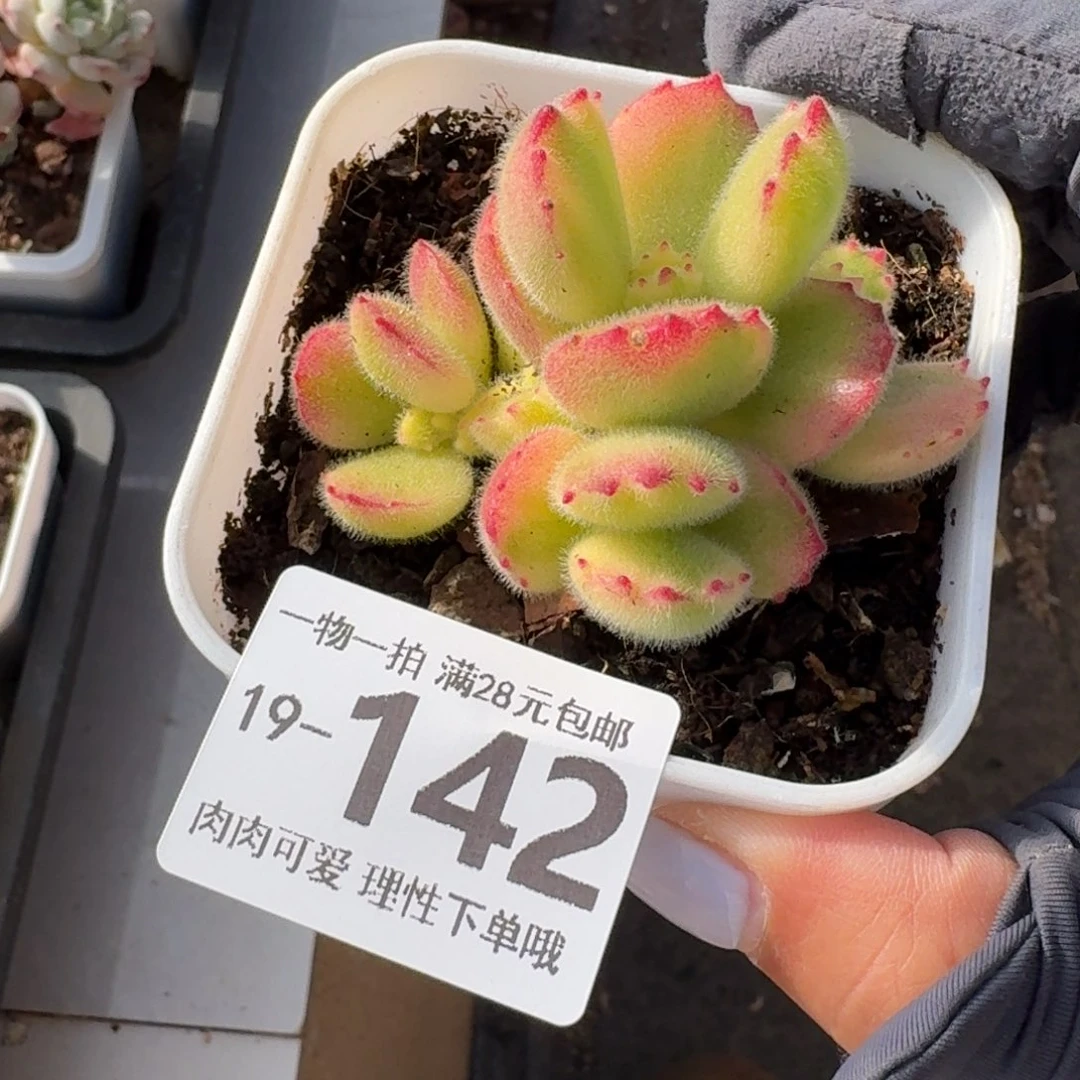 一物一拍 满28元包邮
19-142
肉肉可爱 理性下单哦